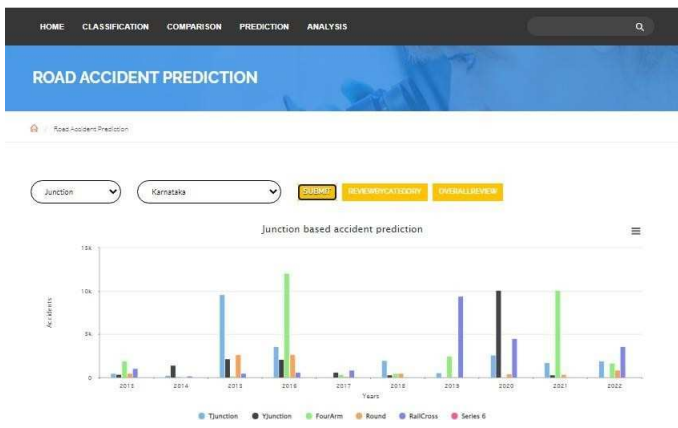 HOME CLASSIFICATION COMPARISON PREDICTION ANALYSIS
ROAD ACCIDENT PREDICTION
/ Road Accident Prediction
Junction Karnataka SUBMIT REVIEWBYCATEGORY OVERALLREVIEW
Junction based accident prediction
15k
10k
5k
0
Accidents
2013 2014 2015 2016 2017 2018 2019 2020 2021 2022
Years
TJunction YJunction FourArm Round RailCross Series 6